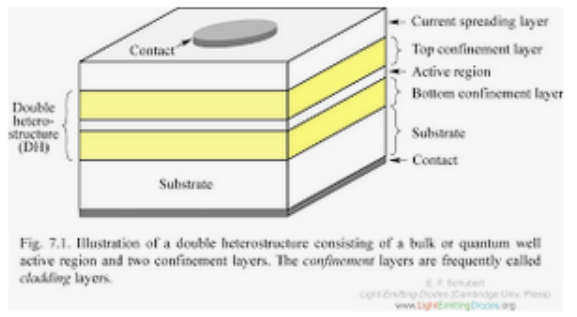 Contact
Current spreading layer
Top confinement layer
Active region
Bottom confinement layer
Substrate
Contact
Double
hetero-
structure
(DH)
Substrate
Fig. 7.1. Illustration of a double heterostructure consisting of a bulk or quantum well
active region and two confinement layers. The confinement layers are frequently called
cladding layers.
E. F. Schubert
Light-Emitting Diodes (Cambridge Univ. Press)
www.LightEmittingDiodes.org